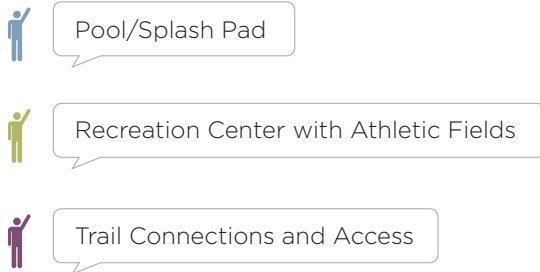 Pool/Splash Pad
Recreation Center with Athletic Fields
Trail Connections and Access